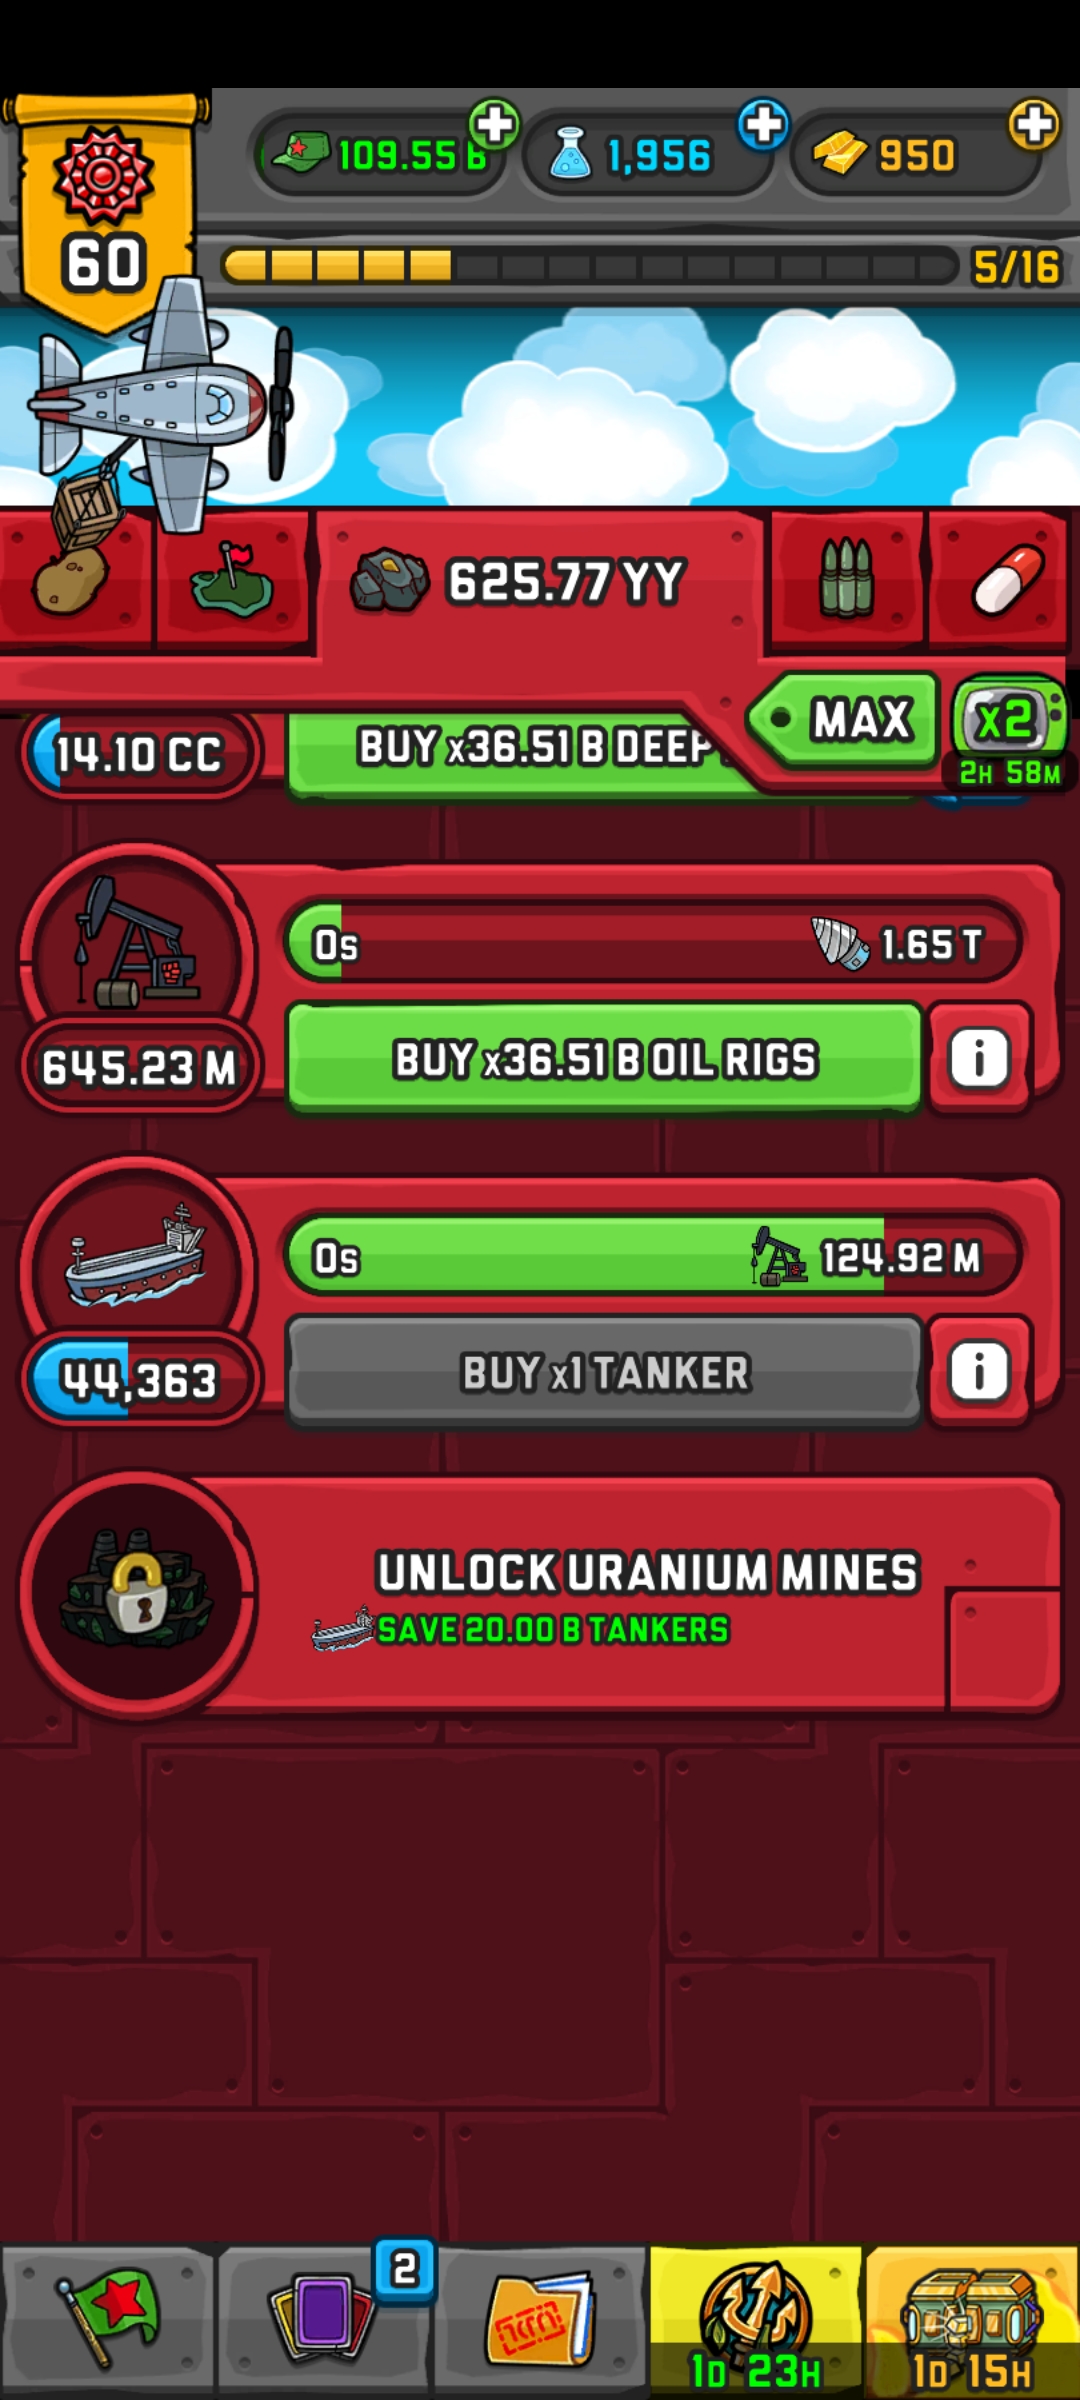 109.55 B
1,956
950
60
5/16
625.77 YY
MAX
x2
2H 58M
14.10 CC
BUY x36.51 B DEEP
0s
1.65 T
645.23 M
BUY x36.51 B OIL RIGS
i
0s
124.92 M
44,363
BUY x1 TANKER
i
UNLOCK URANIUM MINES
SAVE 20.00 B TANKERS
2
1D 23H
1D 15H